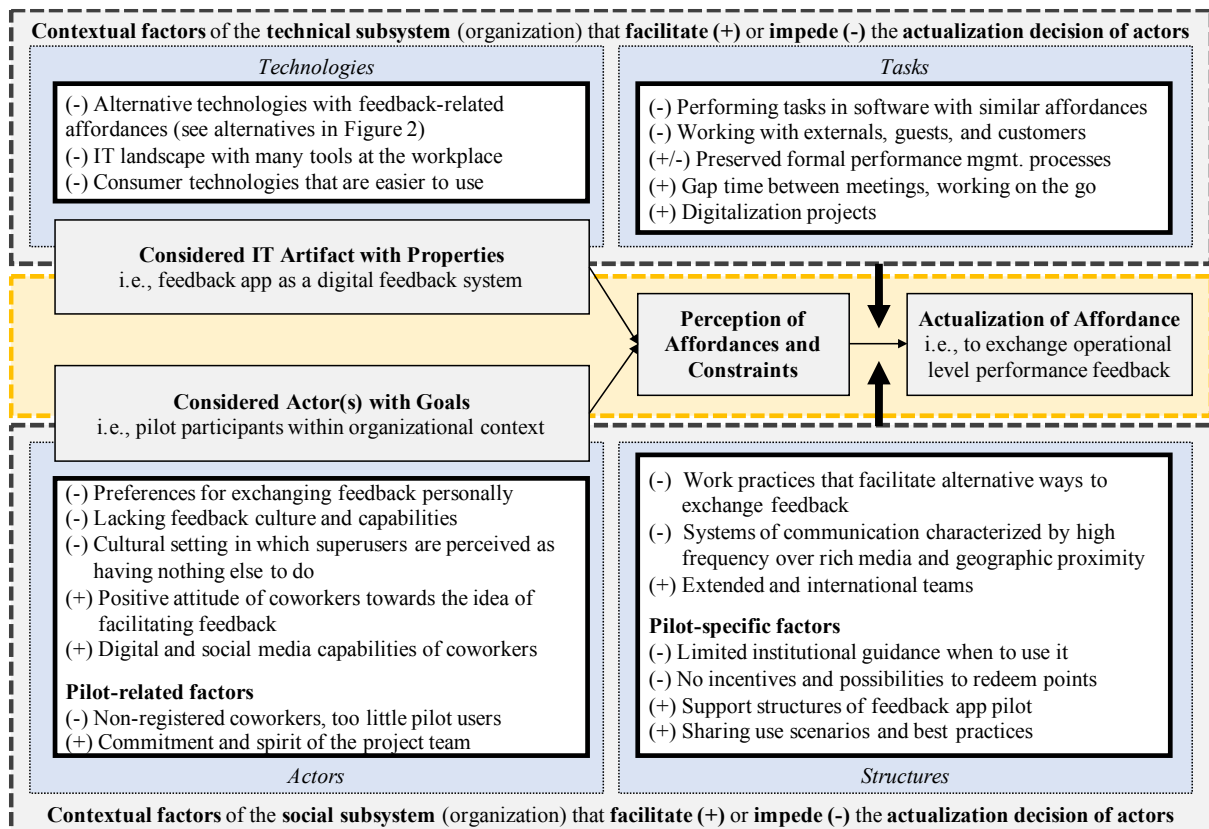 Contextual factors of the technical subsystem (organization) that facilitate (+) or impede (-) the actualization decision of actors
Technologies
(-) Alternative technologies with feedback-related
affordances (see alternatives in Figure 2)
(-) IT landscape with many tools at the workplace
(-) Consumer technologies that are easier to use
Tasks
(-) Performing tasks in software with similar affordances
(-) Working with externals, guests, and customers
(+/-) Preserved formal performance mgmt. processes
(+) Gap time between meetings, working on the go
(+) Digitalization projects
Considered IT Artifact with Properties
i.e., feedback app as a digital feedback system
Considered Actor(s) with Goals
i.e., pilot participants within organizational context
Perception of
Affordances and
Constraints
Actualization of Affordance
i.e., to exchange operational
level performance feedback
(-) Preferences for exchanging feedback personally
(-) Lacking feedback culture and capabilities
(-) Cultural setting in which superusers are perceived as
having nothing else to do
(+) Positive attitude of coworkers towards the idea of
facilitating feedback
(+) Digital and social media capabilities of coworkers
Pilot-related factors
(-) Non-registered coworkers, too little pilot users
(+) Commitment and spirit of the project team
Actors
(-) Work practices that facilitate alternative ways to
exchange feedback
(-) Systems of communication characterized by high
frequency over rich media and geographic proximity
(+) Extended and international teams
Pilot-specific factors
(-) Limited institutional guidance when to use it
(-) No incentives and possibilities to redeem points
(+) Support structures of feedback app pilot
(+) Sharing use scenarios and best practices
Structures
Contextual factors of the social subsystem (organization) that facilitate (+) or impede (-) the actualization decision of actors